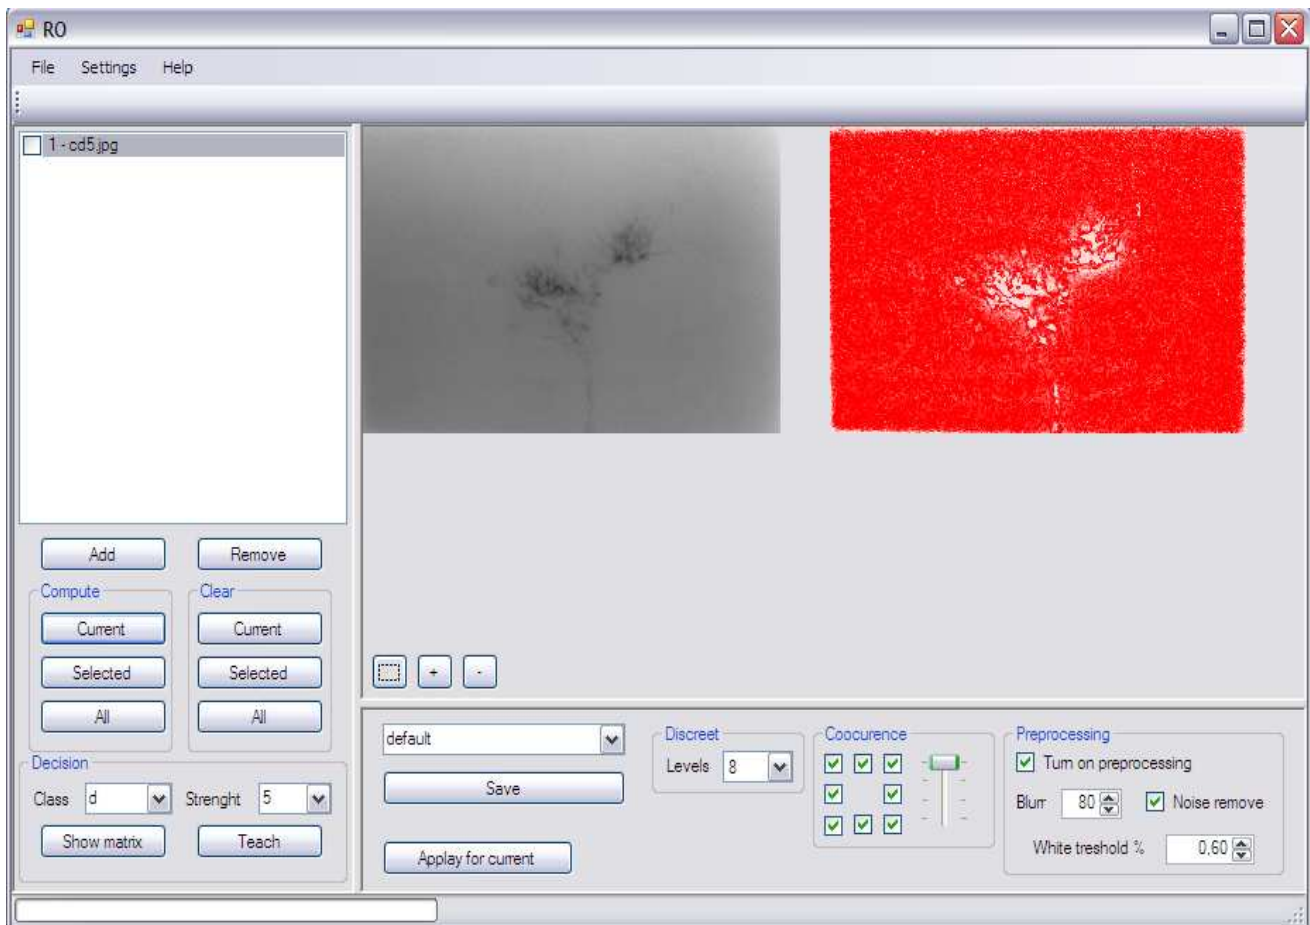 RO
File Settings Help
1 - cd5.jpg
Add Remove
Compute Clear
Current Current
Selected Selected
All All
Decision
Class d Strenght 5
Show matrix Teach
+ -
default
Save
Applay for current
Discreet
Levels 8
Coocurence
Preprocessing
Turn on preprocessing
Blurr 80 Noise remove
White treshold % 0,60